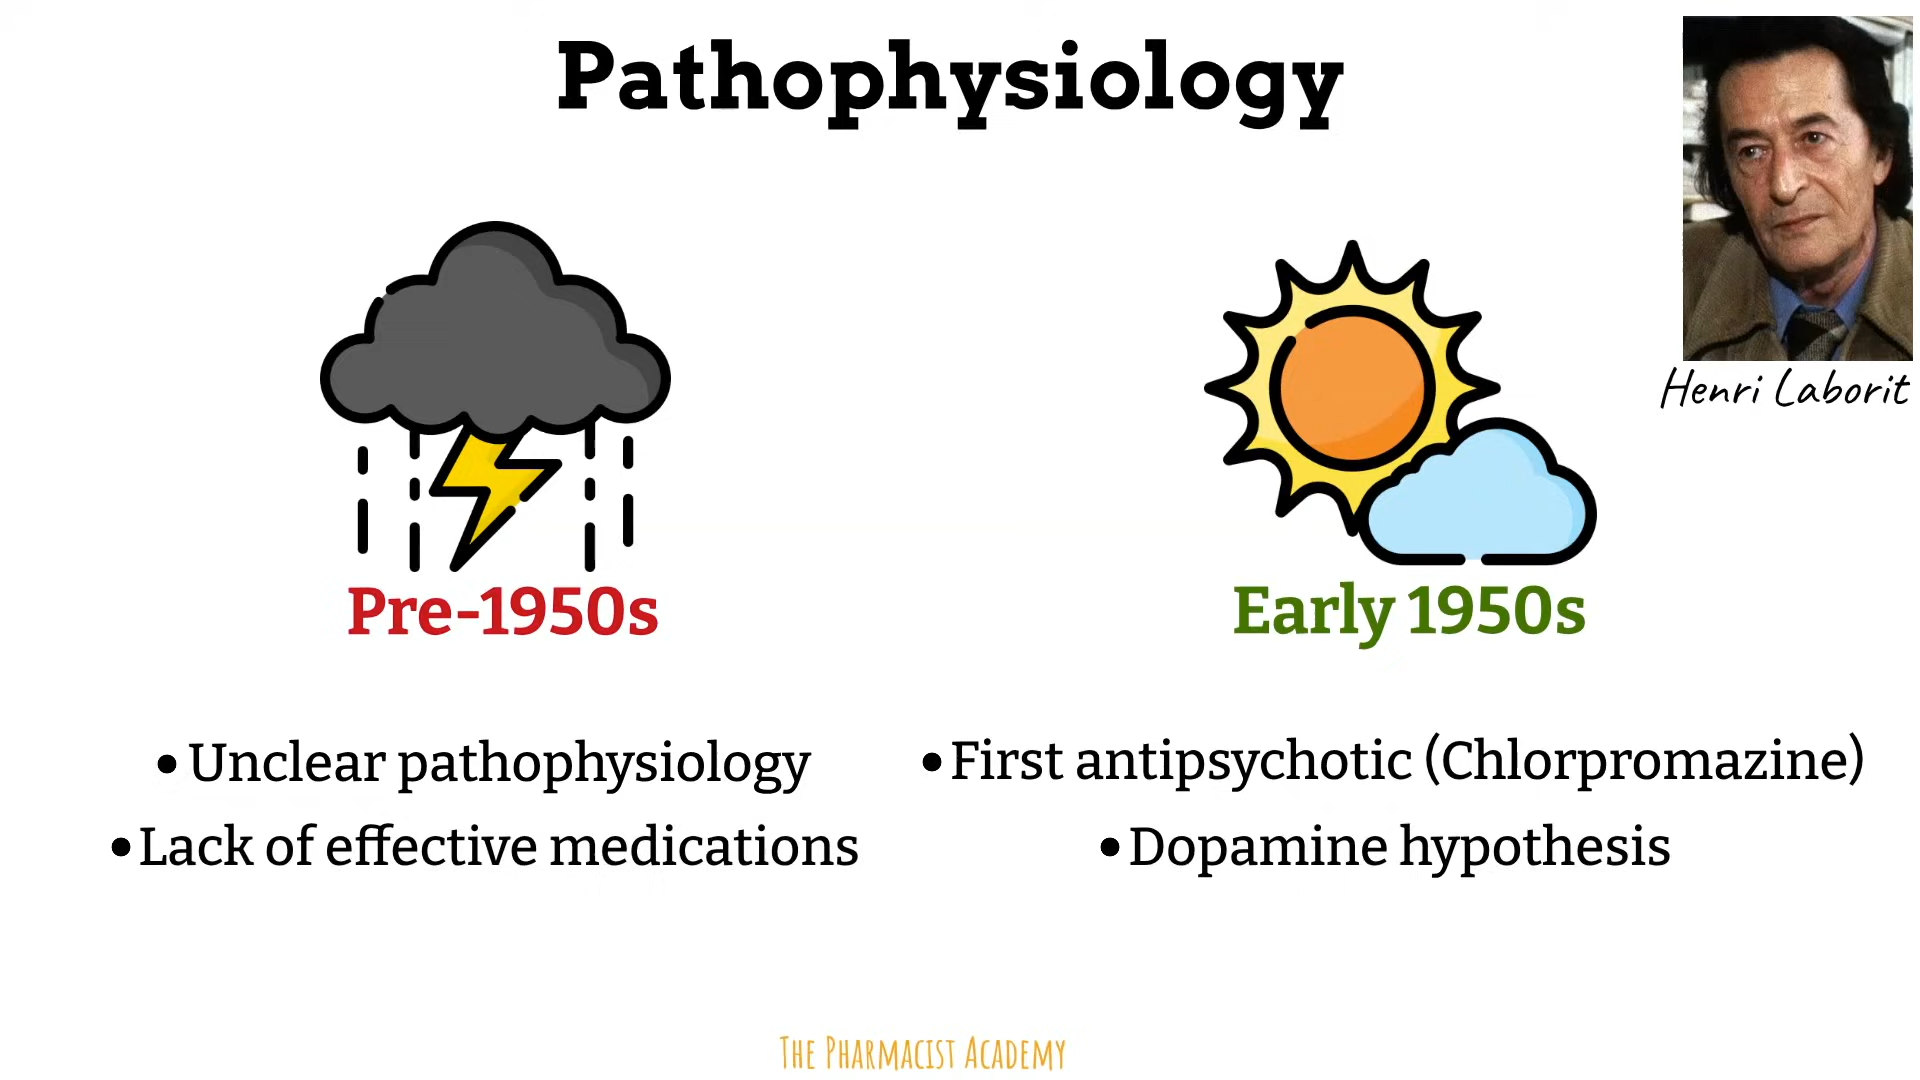 Pathophysiology
Henri Laborit
Pre-1950s
Early 1950s
• Unclear pathophysiology
• Lack of effective medications
• First antipsychotic (Chlorpromazine)
• Dopamine hypothesis
The Pharmacist Academy